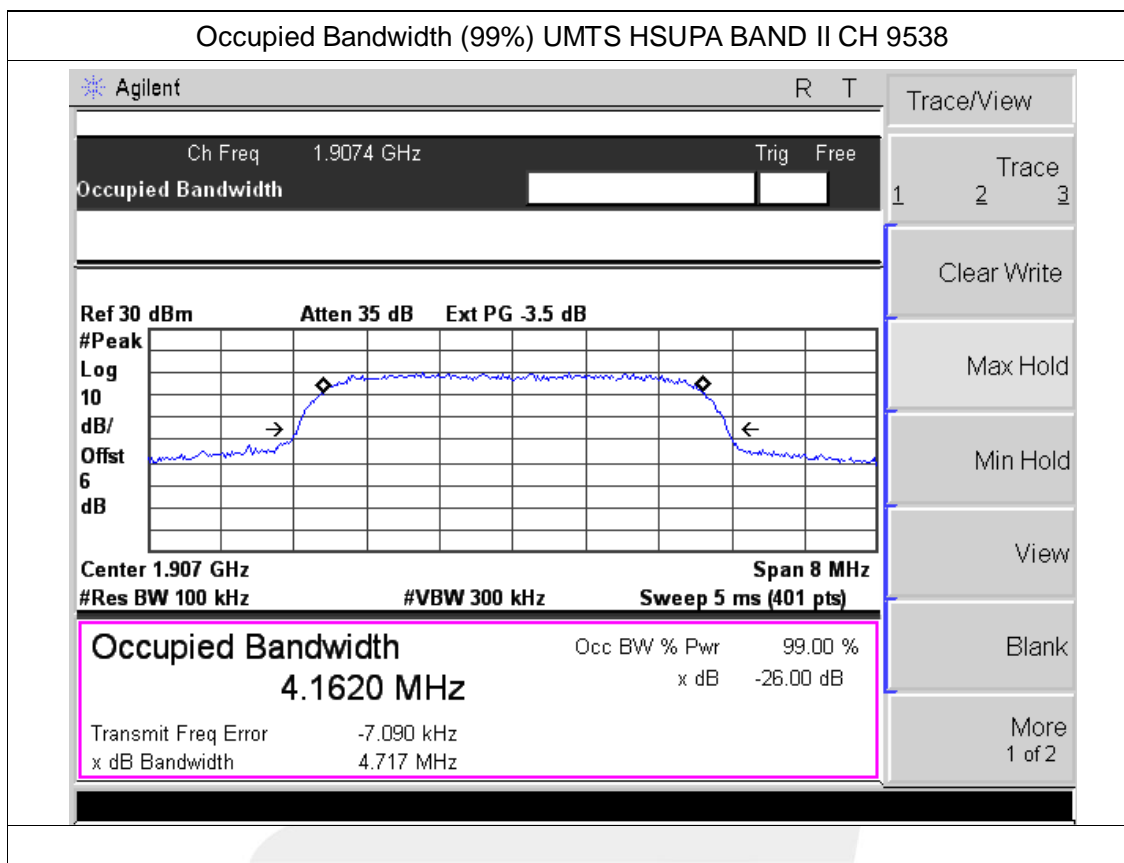 Occupied Bandwidth (99%) UMTS HSUPA BAND II CH 9538
Agilent R T
Trace/View
Ch Freq 1.9074 GHz Trig Free
Occupied Bandwidth
Trace
1 2 3
Clear Write
Max Hold
Min Hold
View
Blank
More
1 of 2
Ref 30 dBm Atten 35 dB Ext PG -3.5 dB
#Peak
Log
10
dB/
Offst
6
dB
Center 1.907 GHz Span 8 MHz
#Res BW 100 kHz #VBW 300 kHz Sweep 5 ms (401 pts)
Occupied Bandwidth Occ BW % Pwr 99.00 %
4.1620 MHz x dB -26.00 dB
Transmit Freq Error -7.090 kHz
x dB Bandwidth 4.717 MHz